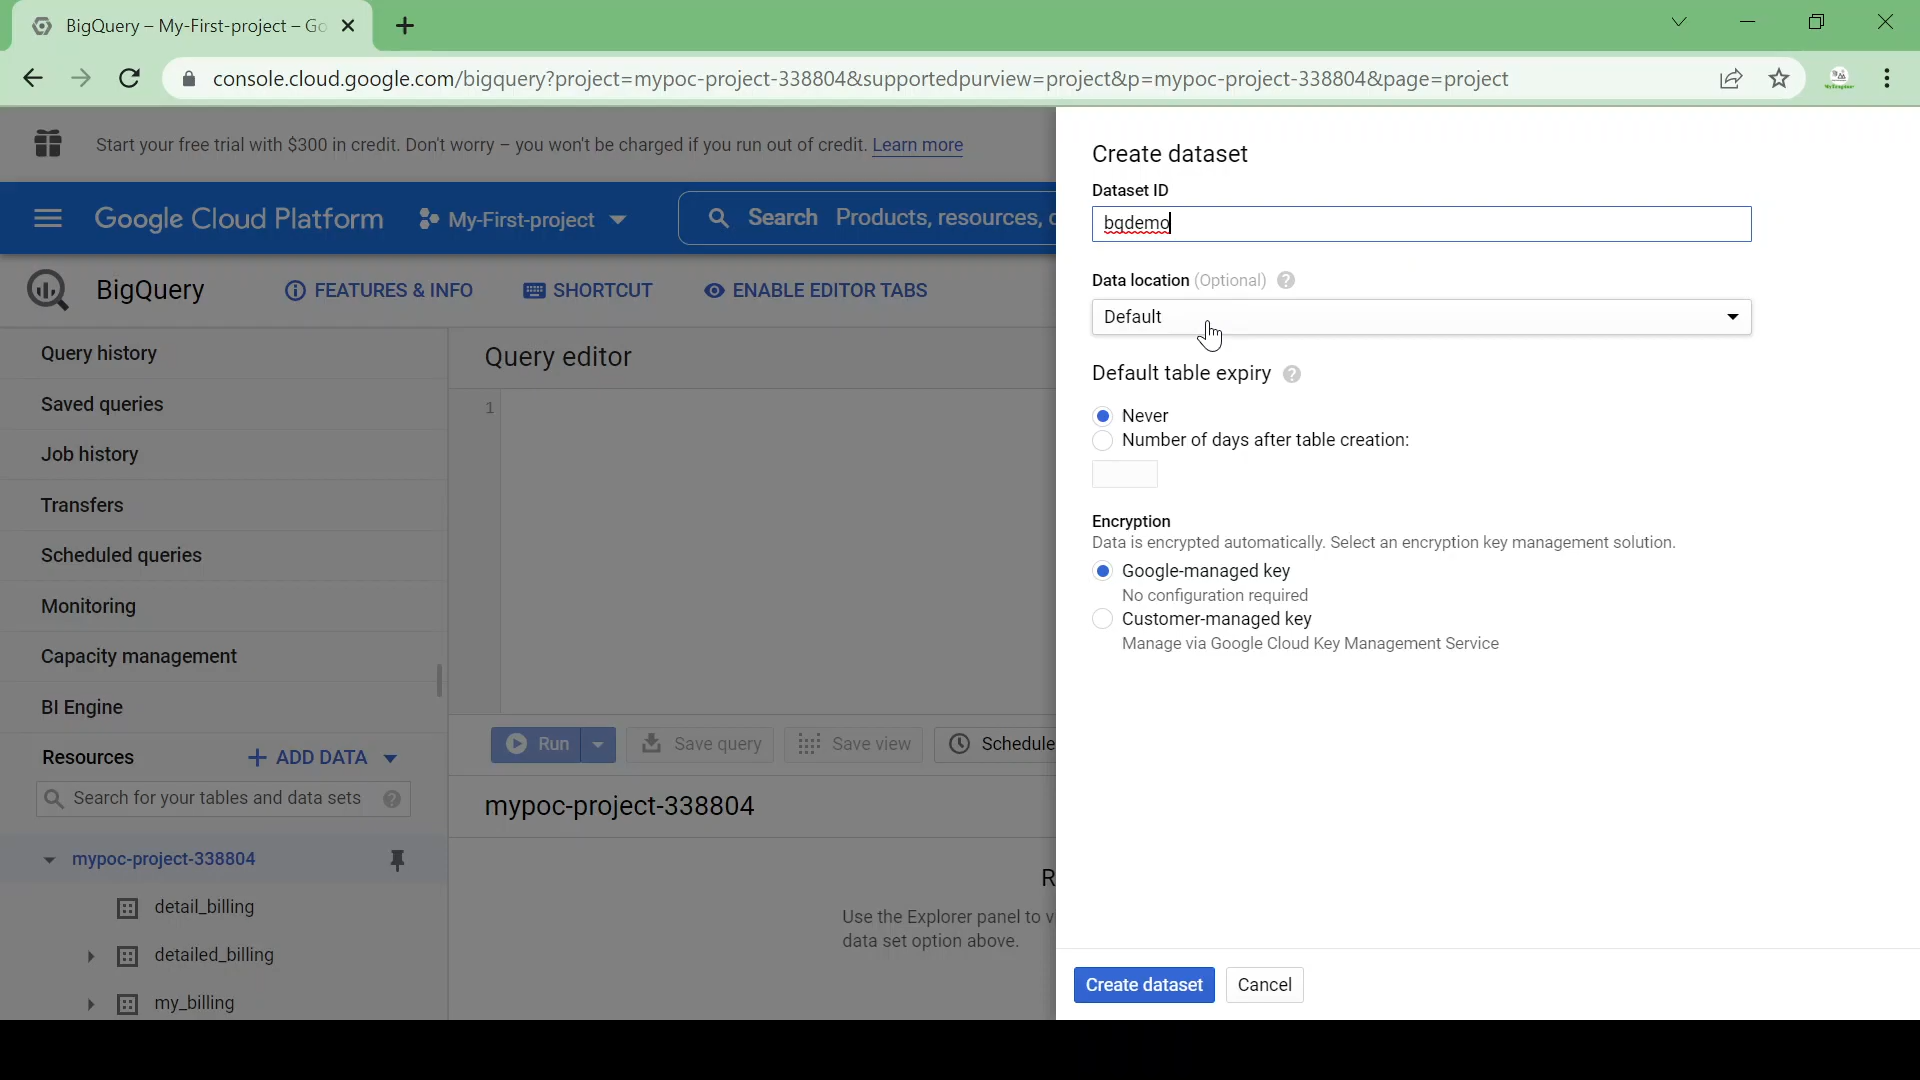 BigQuery – My-First-project – Go
console.cloud.google.com/bigquery?project=mypoc-project-338804&supportedpurview=project&p=mypoc-project-338804&page=project
Start your free trial with $300 in credit. Don't worry – you won't be charged if you run out of credit. Learn more
Google Cloud Platform
My-First-project
Search Products, resources,
BigQuery
FEATURES & INFO
SHORTCUT
ENABLE EDITOR TABS
Query history
Saved queries
Job history
Transfers
Scheduled queries
Monitoring
Capacity management
BI Engine
Resources
+ ADD DATA
Search for your tables and data sets
mypoc-project-338804
detail_billing
detailed_billing
my_billing
Query editor
1
Run
Save query
Save view
Schedule
mypoc-project-338804
R
Use the Explorer panel to v
data set option above.
Create dataset
Dataset ID
bqdemo
Data location (Optional)
Default
Default table expiry
Never
Number of days after table creation:
Encryption
Data is encrypted automatically. Select an encryption key management solution.
Google-managed key
No configuration required
Customer-managed key
Manage via Google Cloud Key Management Service
Create dataset
Cancel